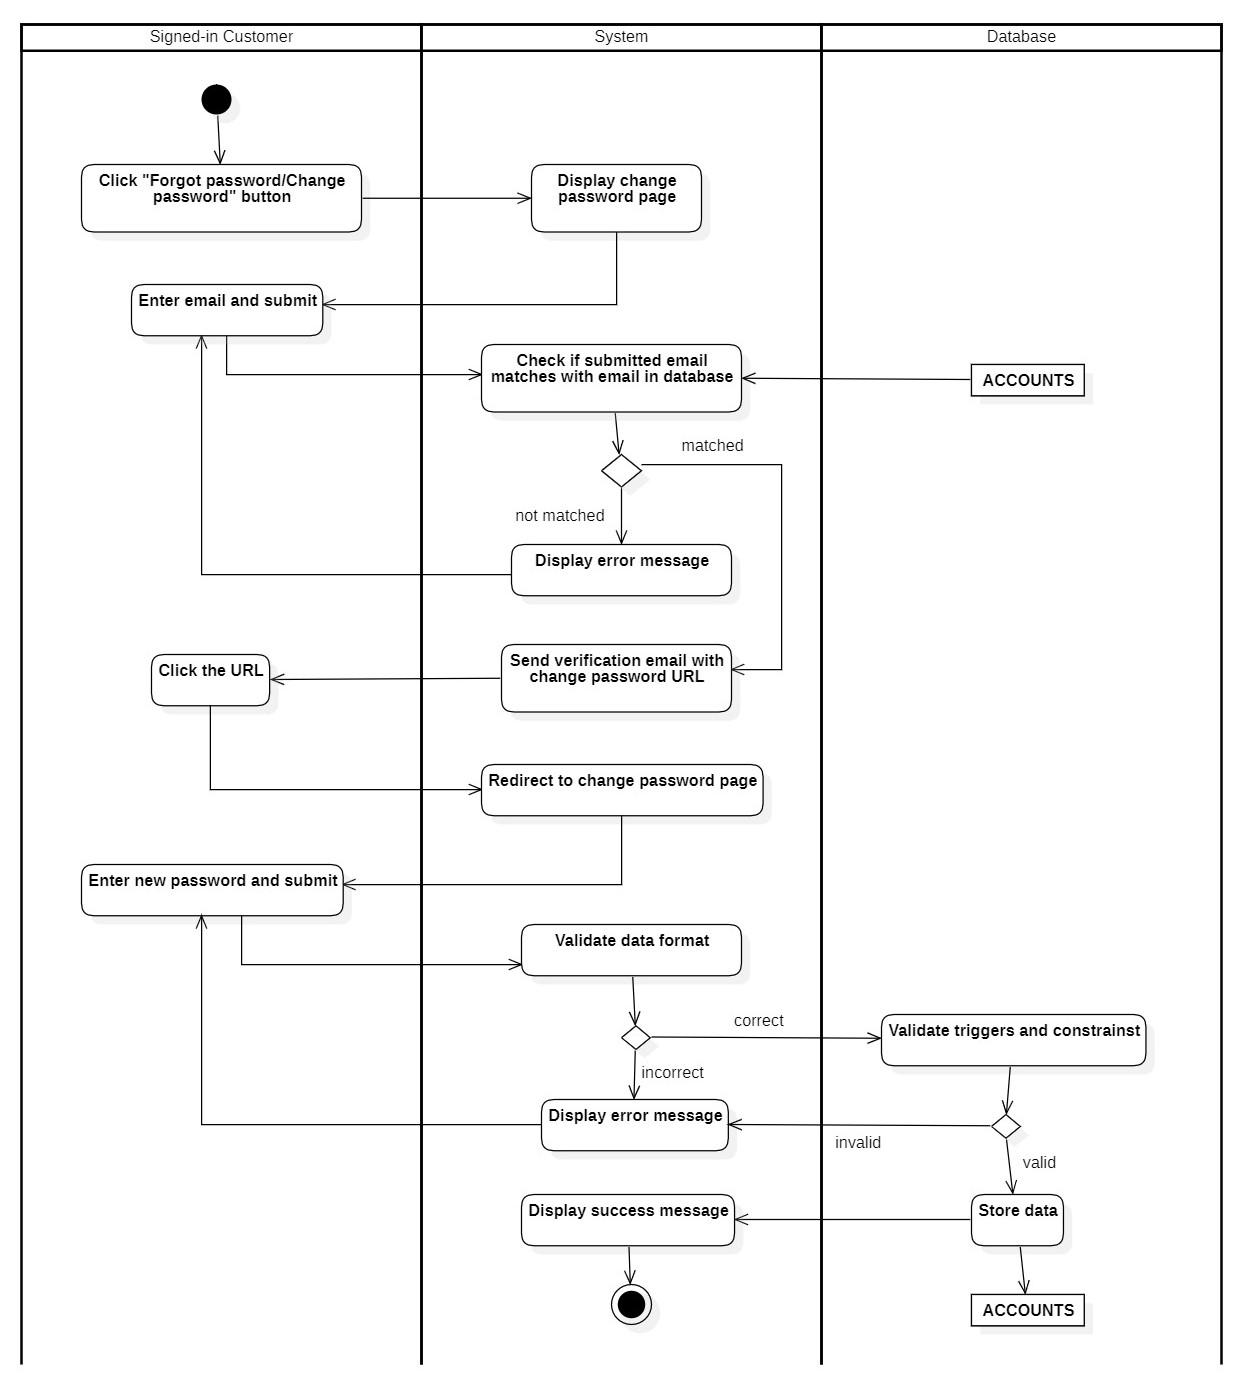 Signed-in Customer
System
Database
Click "Forgot password/Change
password" button
Display change
password page
Enter email and submit
Check if submitted email
matches with email in database
ACCOUNTS
matched
not matched
Display error message
Send verification email with
change password URL
Click the URL
Redirect to change password page
Enter new password and submit
Validate data format
correct
Validate triggers and constrainst
incorrect
Display error message
invalid
valid
Display success message
Store data
ACCOUNTS